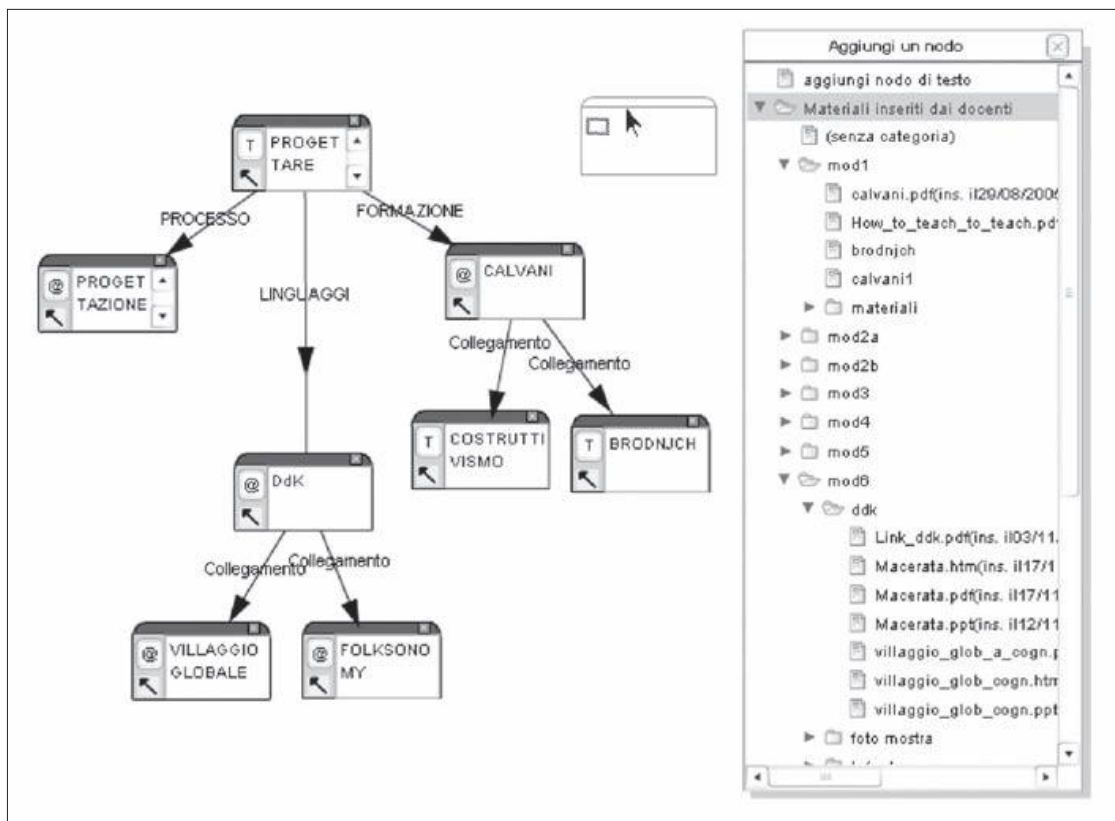 PROGET
TARE
T
PROCESSO
FORMAZIONE
LINGUAGGI
PROGET
TAZIONE
@
CALVANI
@
Collegamento
Collegamento
COSTRUTTI
VISMO
T
BRODNJCH
T
DdK
@
Collegamento
Collegamento
VILLAGGIO
GLOBALE
@
FOLKSONO
MY
@
Aggiungi un nodo
aggiungi nodo di testo
Materiali inseriti dai docenti
(senza categoria)
mod1
calvani.pdf(ins. il29/08/2006
How_to_teach_to_teach.pdf
brodnjch
calvani1
materiali
mod2a
mod2b
mod3
mod4
mod5
mod6
ddk
Link_ddk.pdf(ins. il03/11.
Macerata.htm(ins. il17/1
Macerata.pdf(ins. il17/11
Macerata.ppt(ins. il12/11
villaggio_glob_a_cogn.p
villaggio_glob_cogn.htm
villaggio_glob_cogn.ppt
foto mostra